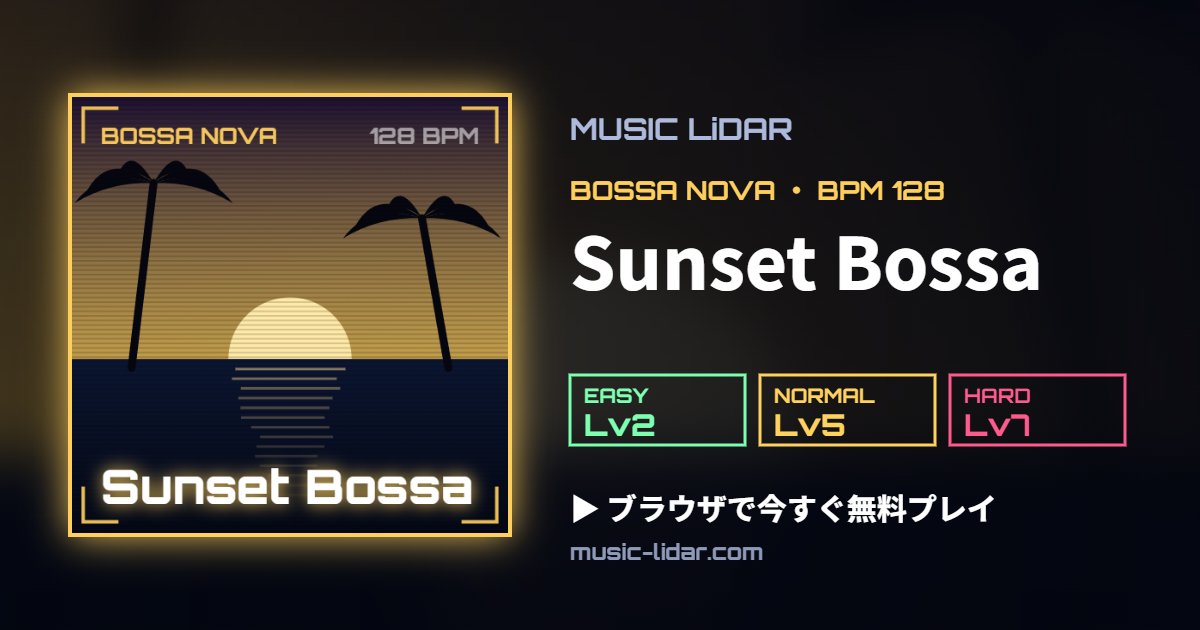 BOSSA NOVA
128 BPM
Sunset Bossa
MUSIC LiDAR
BOSSA NOVA • BPM 128
Sunset Bossa
EASY
Lv2
NORMAL
Lv5
HARD
Lv7
▶ ブラウザで今すぐ無料プレイ
music-lidar.com